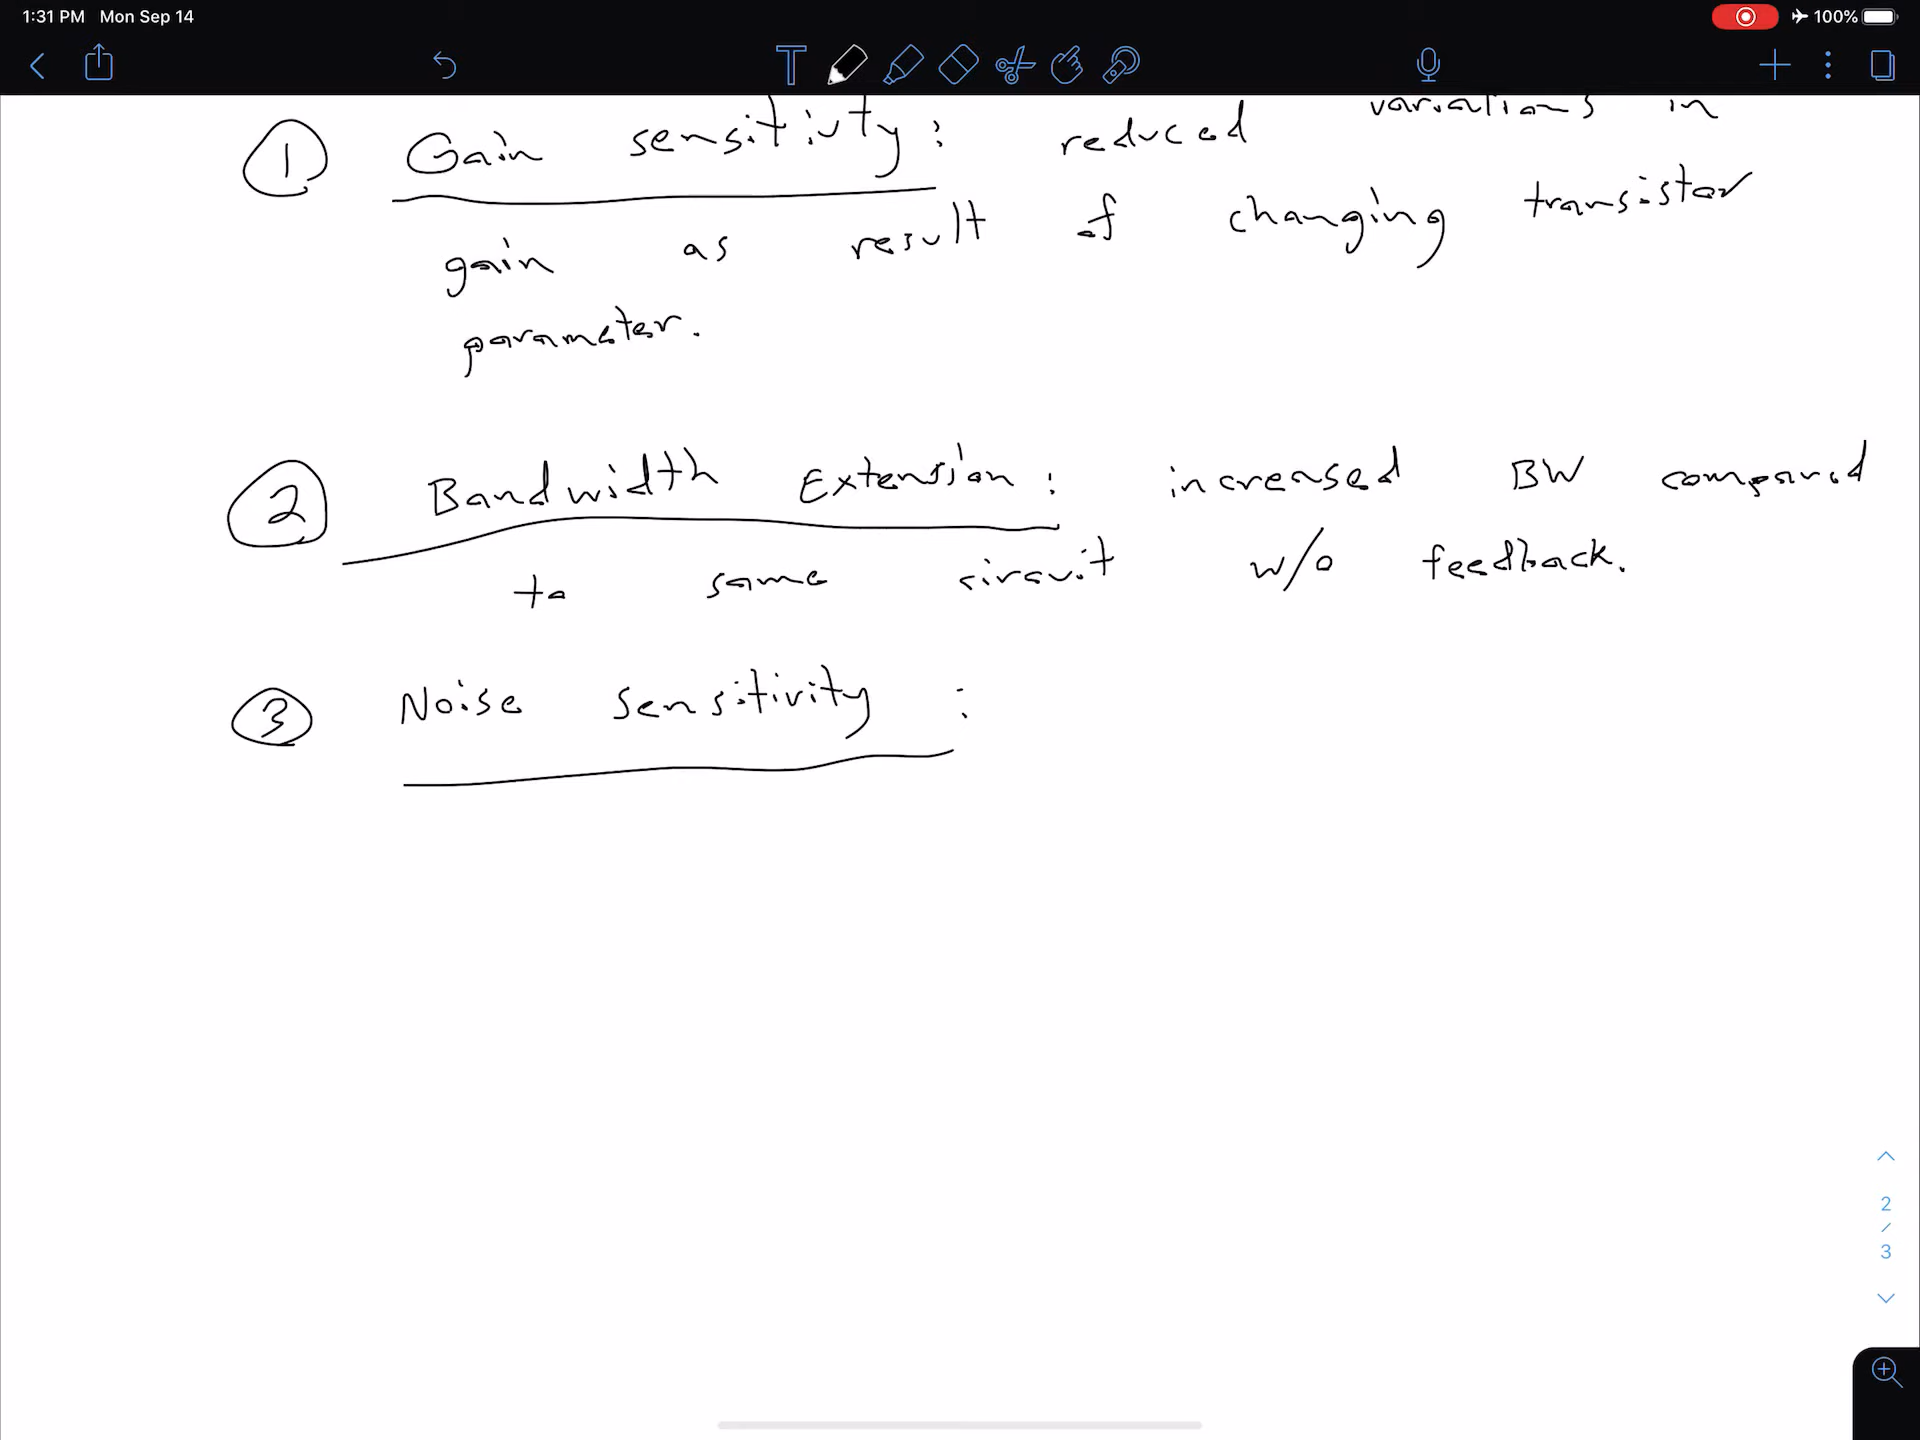 1:31 PM Mon Sep 14
100%
variations in
① Gain sensitivty: reduced
gain as result of changing transistor
parameter.
② Bandwidth Extension: increased BW compared
to same circuit w/o feedback.
③ Noise Sensitivity:
2
/
3